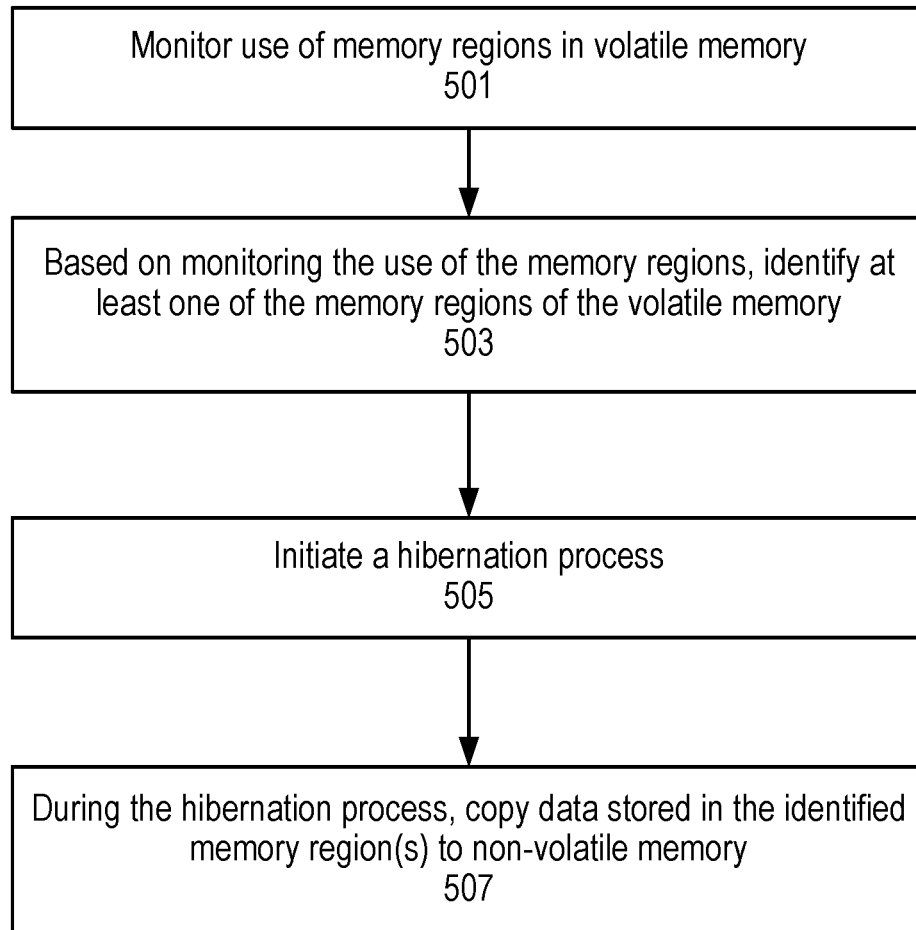 Monitor use of memory regions in volatile memory
501
Based on monitoring the use of the memory regions, identify at
least one of the memory regions of the volatile memory
503
Initiate a hibernation process
505
During the hibernation process, copy data stored in the identified
memory region(s) to non-volatile memory
507